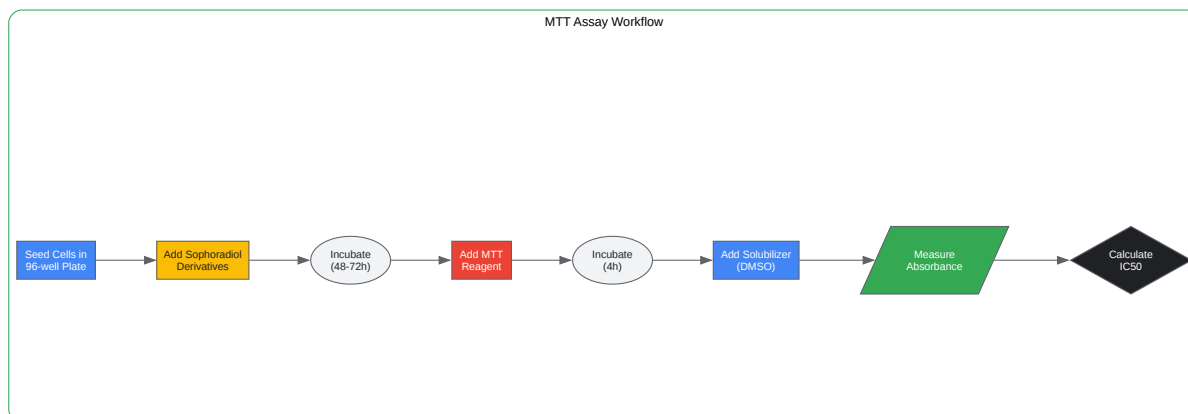 MTT Assay Workflow
Seed Cells in
96-well Plate
Add Sophoradiol
Derivatives
Incubate
(48-72h)
Add MTT
Reagent
Incubate
(4h)
Add Solubilizer
(DMSO)
Measure
Absorbance
Calculate
IC50